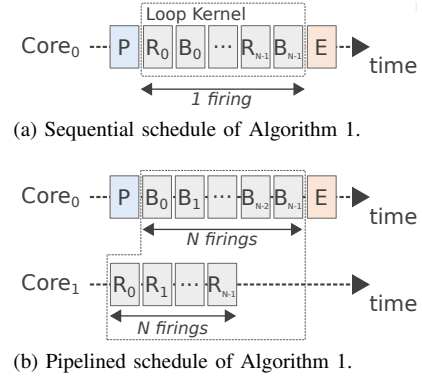 Loop Kernel
Core0 P R0 B0 ... RN-1 BN-1 E
time
1 firing
(a) Sequential schedule of Algorithm 1.
Core0 P B0 B1 ... BN-2 BN-1 E
time
N firings
Core1 R0 R1 ... RN-1
time
N firings
(b) Pipelined schedule of Algorithm 1.